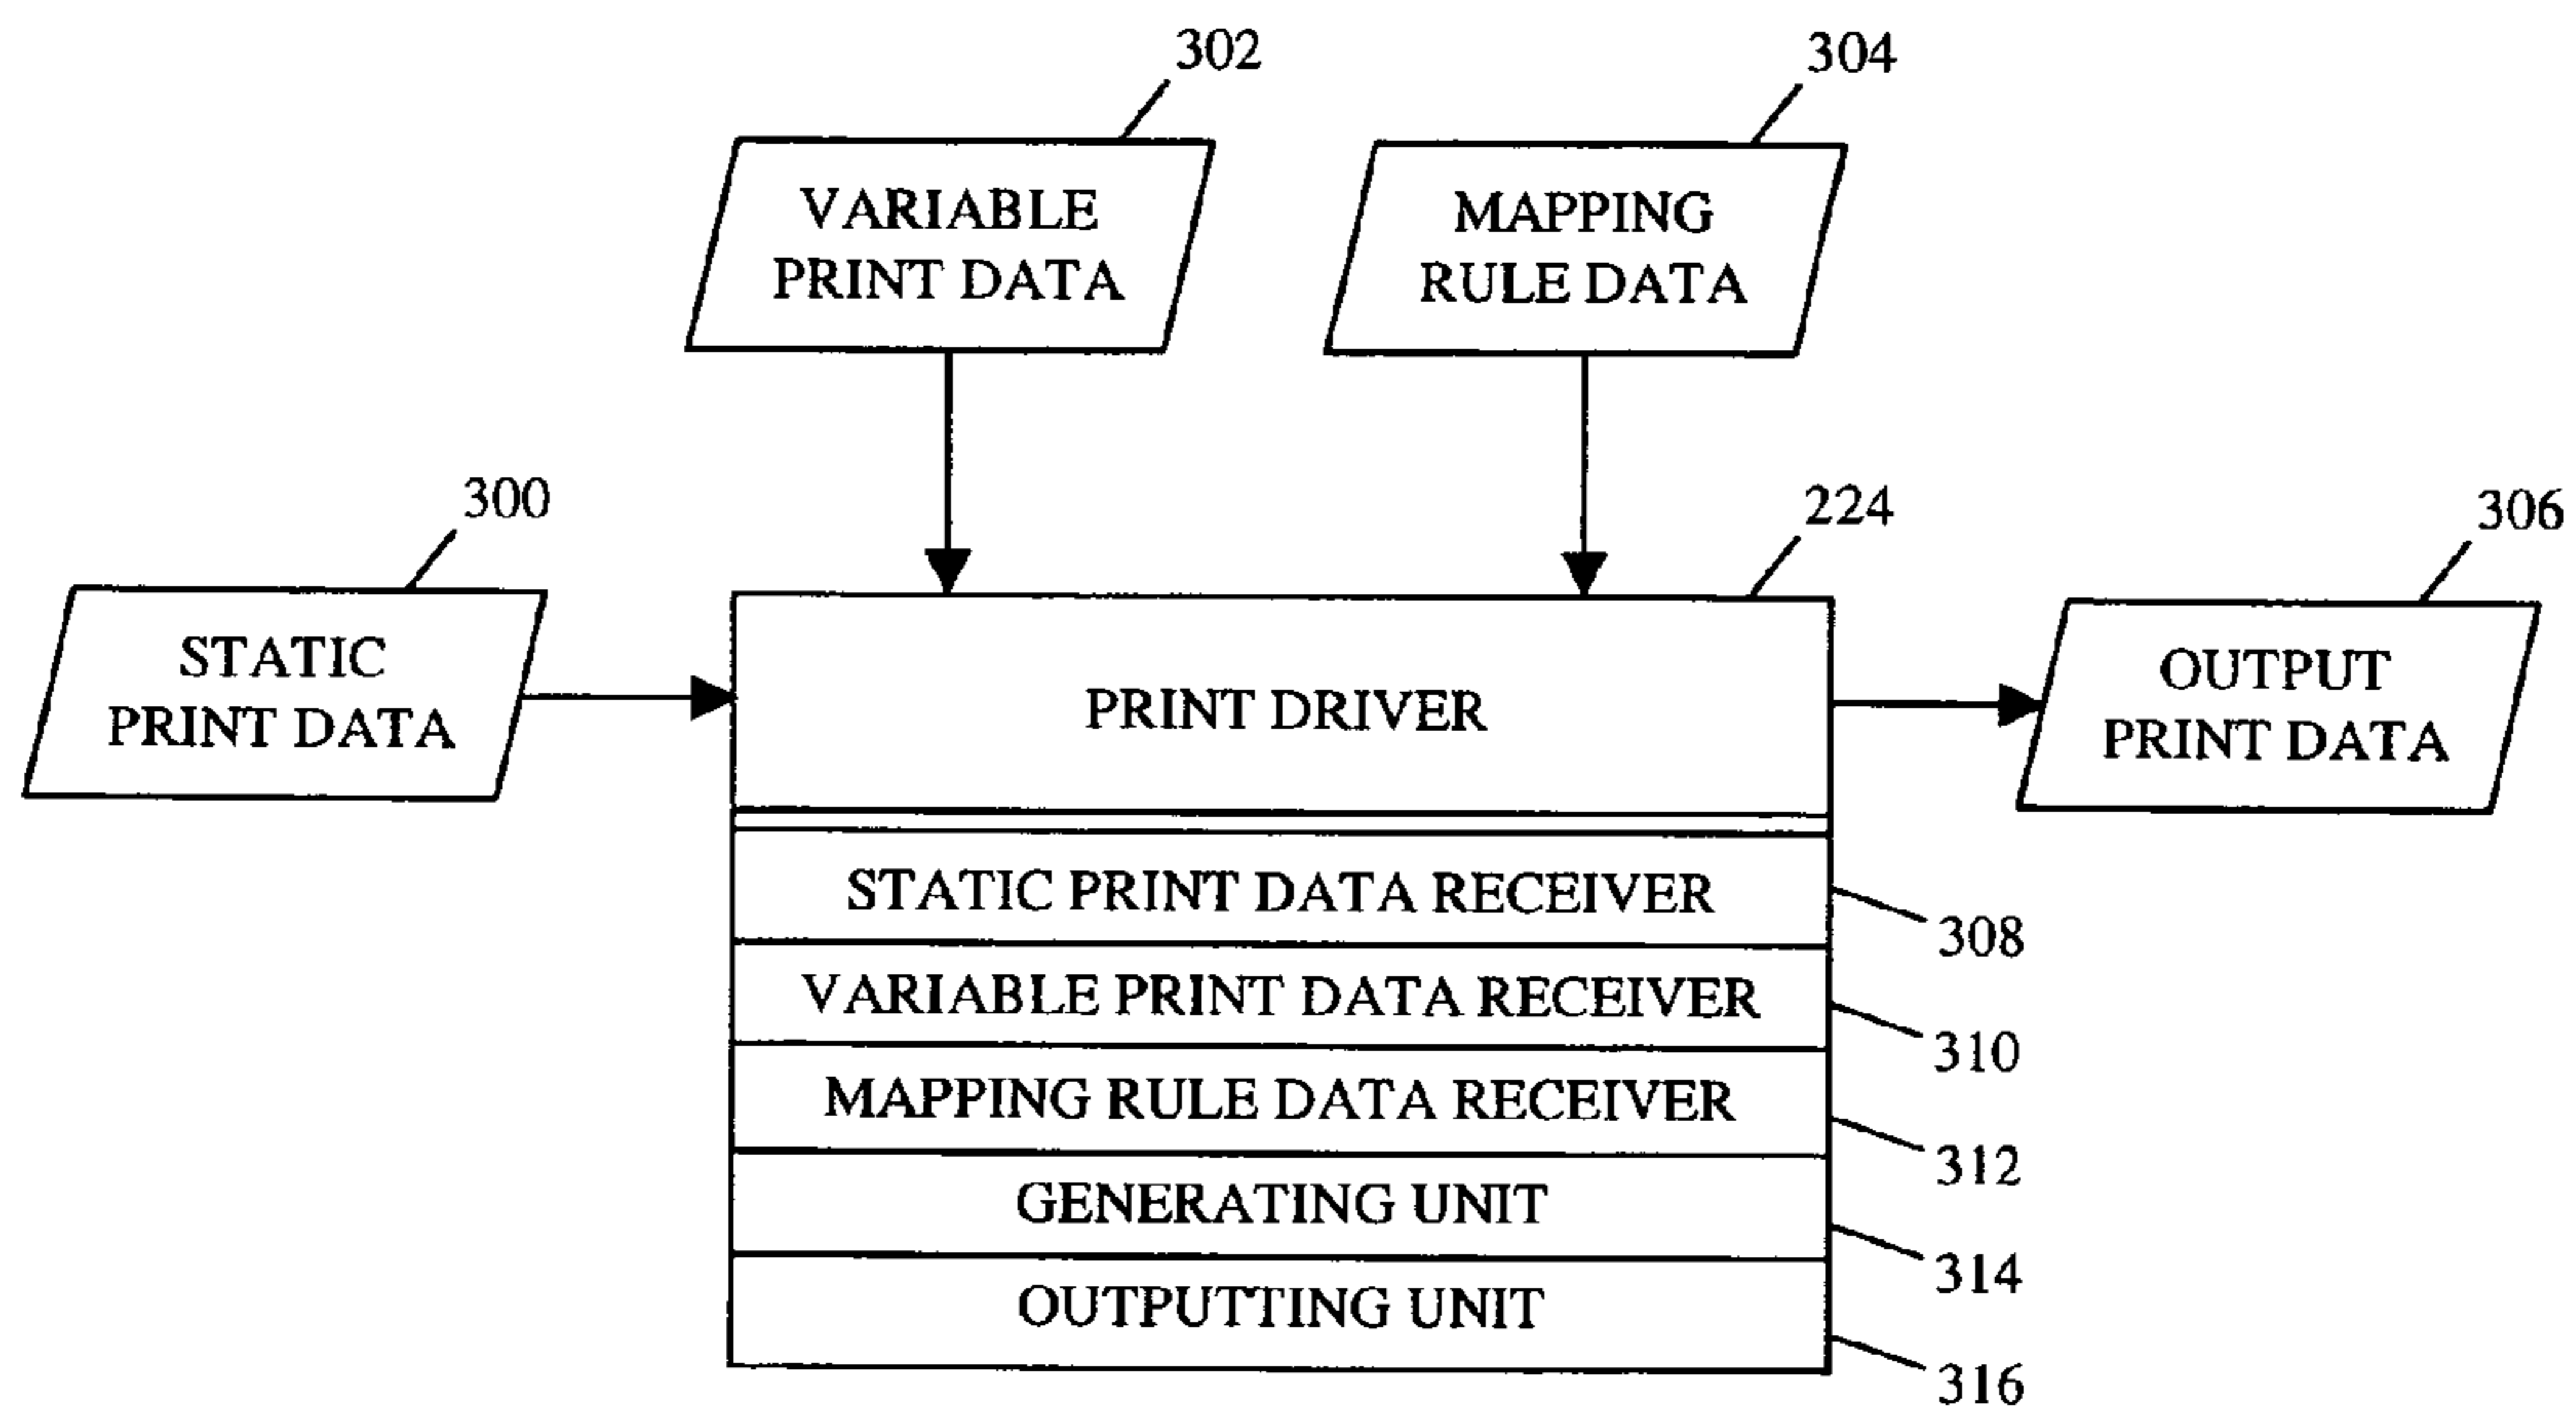 302
304
VARIABLE
PRINT DATA
MAPPING
RULE DATA
300
224
306
STATIC
PRINT DATA
PRINT DRIVER
OUTPUT
PRINT DATA
STATIC PRINT DATA RECEIVER
308
VARIABLE PRINT DATA RECEIVER
310
MAPPING RULE DATA RECEIVER
312
GENERATING UNIT
314
OUTPUTTING UNIT
316